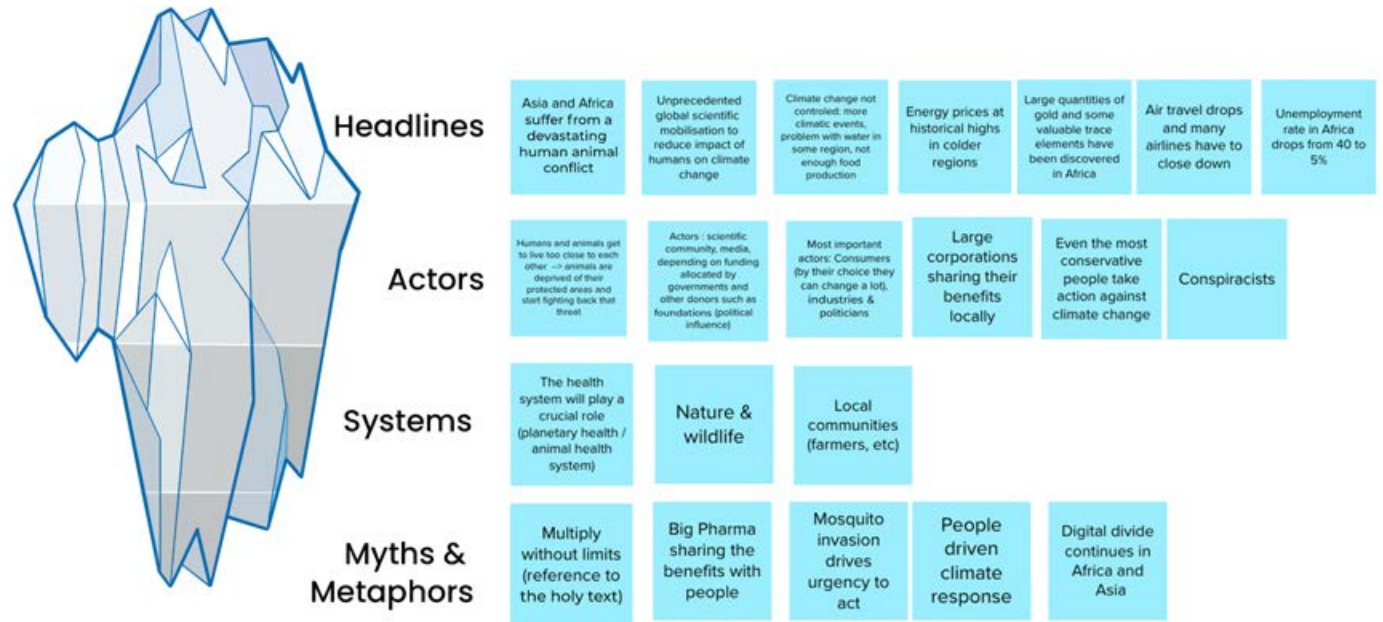 Headlines
Asia and Africa
suffer from a
devastating
human animal
conflict
Unprecedented
global scientific
mobilisation to
reduce impact of
humans on climate
change
Climate change not
controled: more
climatic events,
problem with water in
some region, not
enough food
production
Energy prices at
historical highs
in colder
regions
Large quantities of
gold and some
valuable trace
elements have
been discovered
in Africa
Air travel drops
and many
airlines have to
close down
Unemployment
rate in Africa
drops from 40 to
5%
Actors
Humans and animals get
to live too close to each
other --> animals are
deprived of their
protected areas and
start fighting back that
threat
Actors : scientific
community, media,
depending on funding
allocated by
governments and
other donors such as
foundations (political
influence)
Most important
actors: Consumers
(by their choice they
can change a lot),
industries &
politicians
Large
corporations
sharing their
benefits
locally
Even the most
conservative
people take
action against
climate change
Conspiracists
Systems
The health
system will play a
crucial role
(planetary health /
animal health
system)
Nature &
wildlife
Local
communities
(farmers, etc)
Myths &
Metaphors
Multiply
without limits
(reference to
the holy text)
Big Pharma
sharing the
benefits with
people
Mosquito
invasion
drives
urgency to
act
People
driven
climate
response
Digital divide
continues in
Africa and
Asia